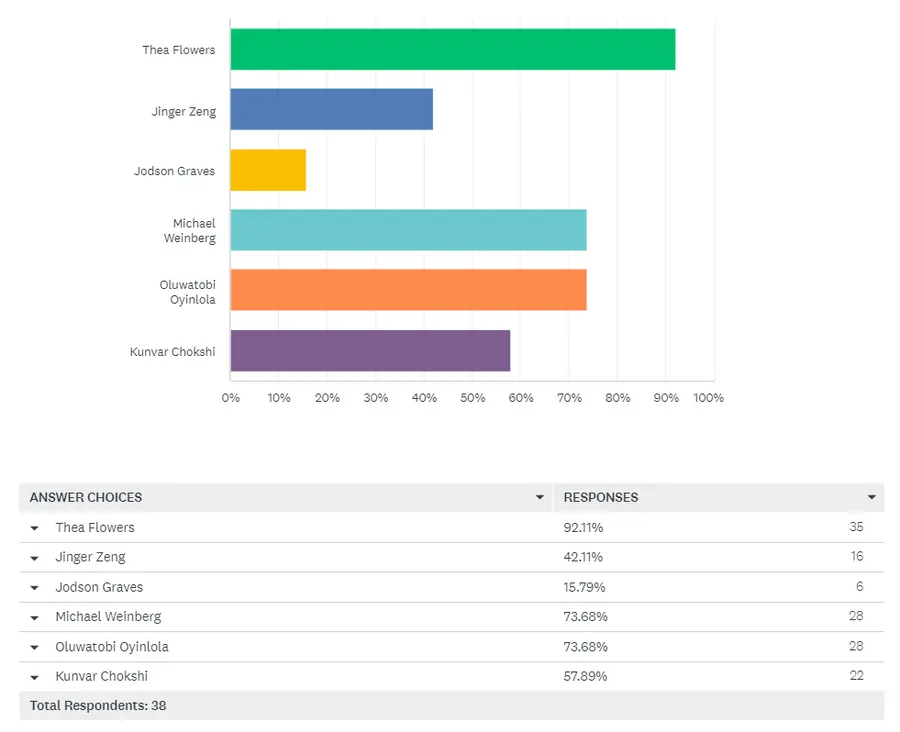 Thea Flowers
Jinger Zeng
Jodson Graves
Michael
Weinberg
Oluwatobi
Oyinlola
Kunvar Chokshi
0% 10% 20% 30% 40% 50% 60% 70% 80% 90% 100%
ANSWER CHOICES RESPONSES
Thea Flowers 92.11% 35
Jinger Zeng 42.11% 16
Jodson Graves 15.79% 6
Michael Weinberg 73.68% 28
Oluwatobi Oyinlola 73.68% 28
Kunvar Chokshi 57.89% 22
Total Respondents: 38